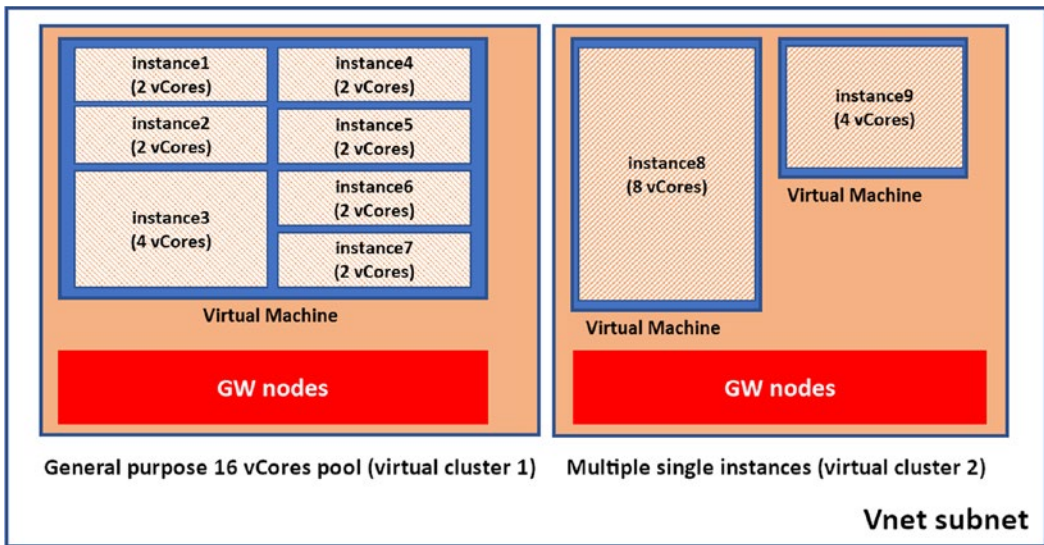 instance1
(2 vCores)
instance2
(2 vCores)
instance3
(4 vCores)
instance4
(2 vCores)
instance5
(2 vCores)
instance6
(2 vCores)
instance7
(2 vCores)
Virtual Machine
GW nodes
General purpose 16 vCores pool (virtual cluster 1)
instance8
(8 vCores)
Virtual Machine
instance9
(4 vCores)
Virtual Machine
GW nodes
Multiple single instances (virtual cluster 2)
Vnet subnet